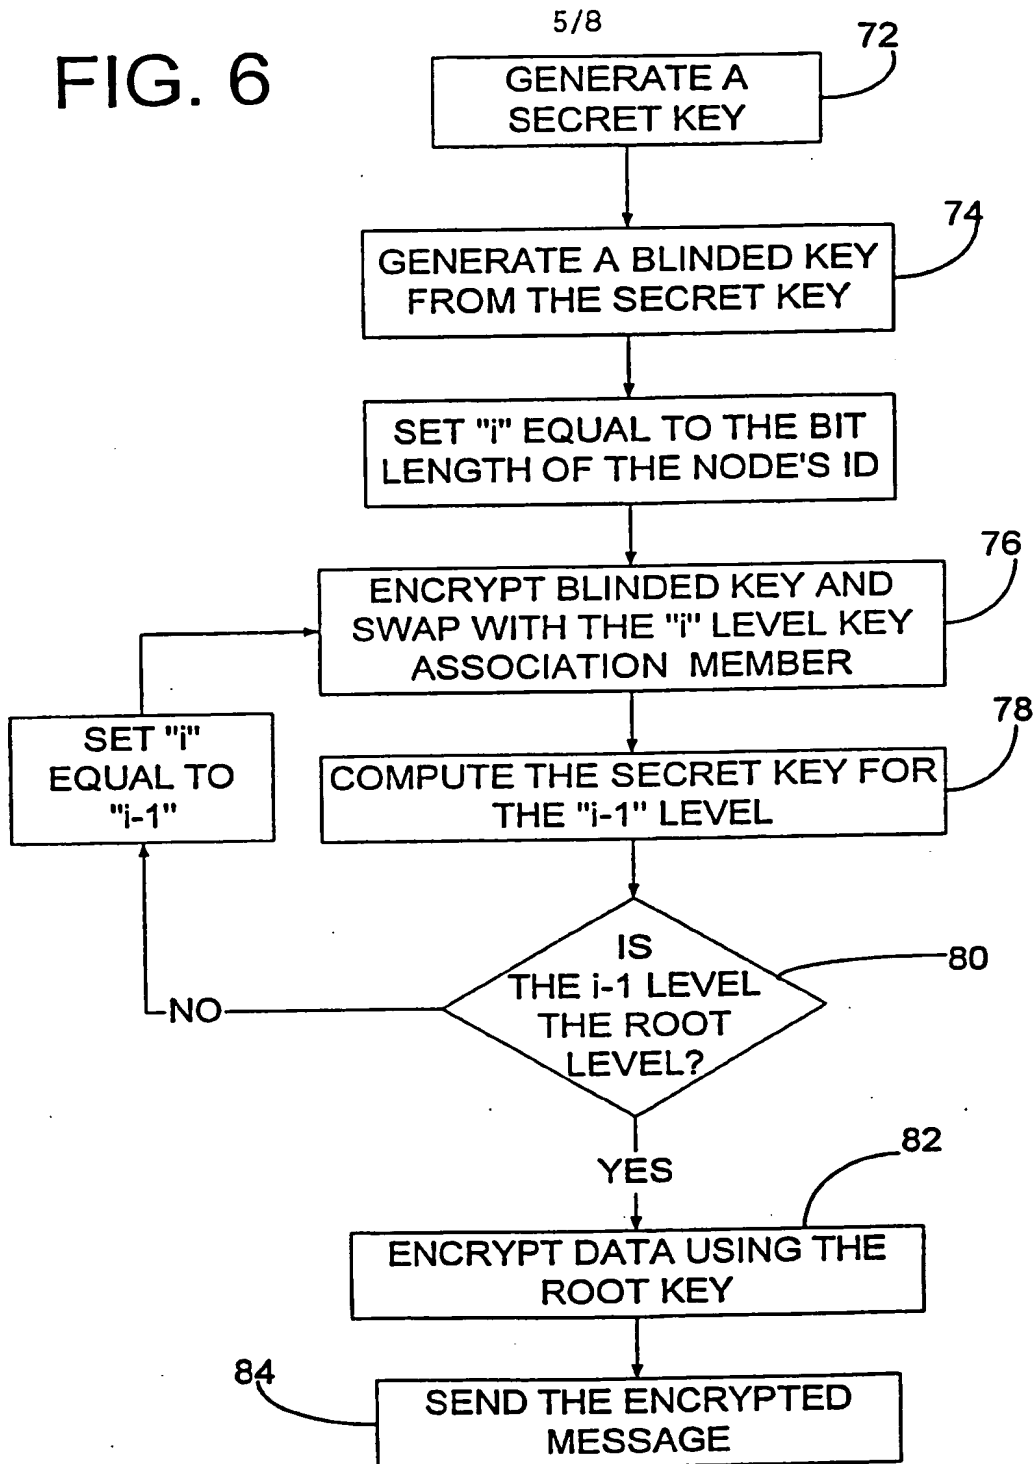 5/8
FIG. 6
72
GENERATE A
SECRET KEY
74
GENERATE A BLINDED KEY
FROM THE SECRET KEY
SET "i" EQUAL TO THE BIT
LENGTH OF THE NODE'S ID
76
ENCRYPT BLINDED KEY AND
SWAP WITH THE "i" LEVEL KEY
ASSOCIATION MEMBER
SET "i"
EQUAL TO
"i-1"
78
COMPUTE THE SECRET KEY FOR
THE "i-1" LEVEL
IS
THE i-1 LEVEL
THE ROOT
LEVEL?
80
NO
YES
82
ENCRYPT DATA USING THE
ROOT KEY
84
SEND THE ENCRYPTED
MESSAGE